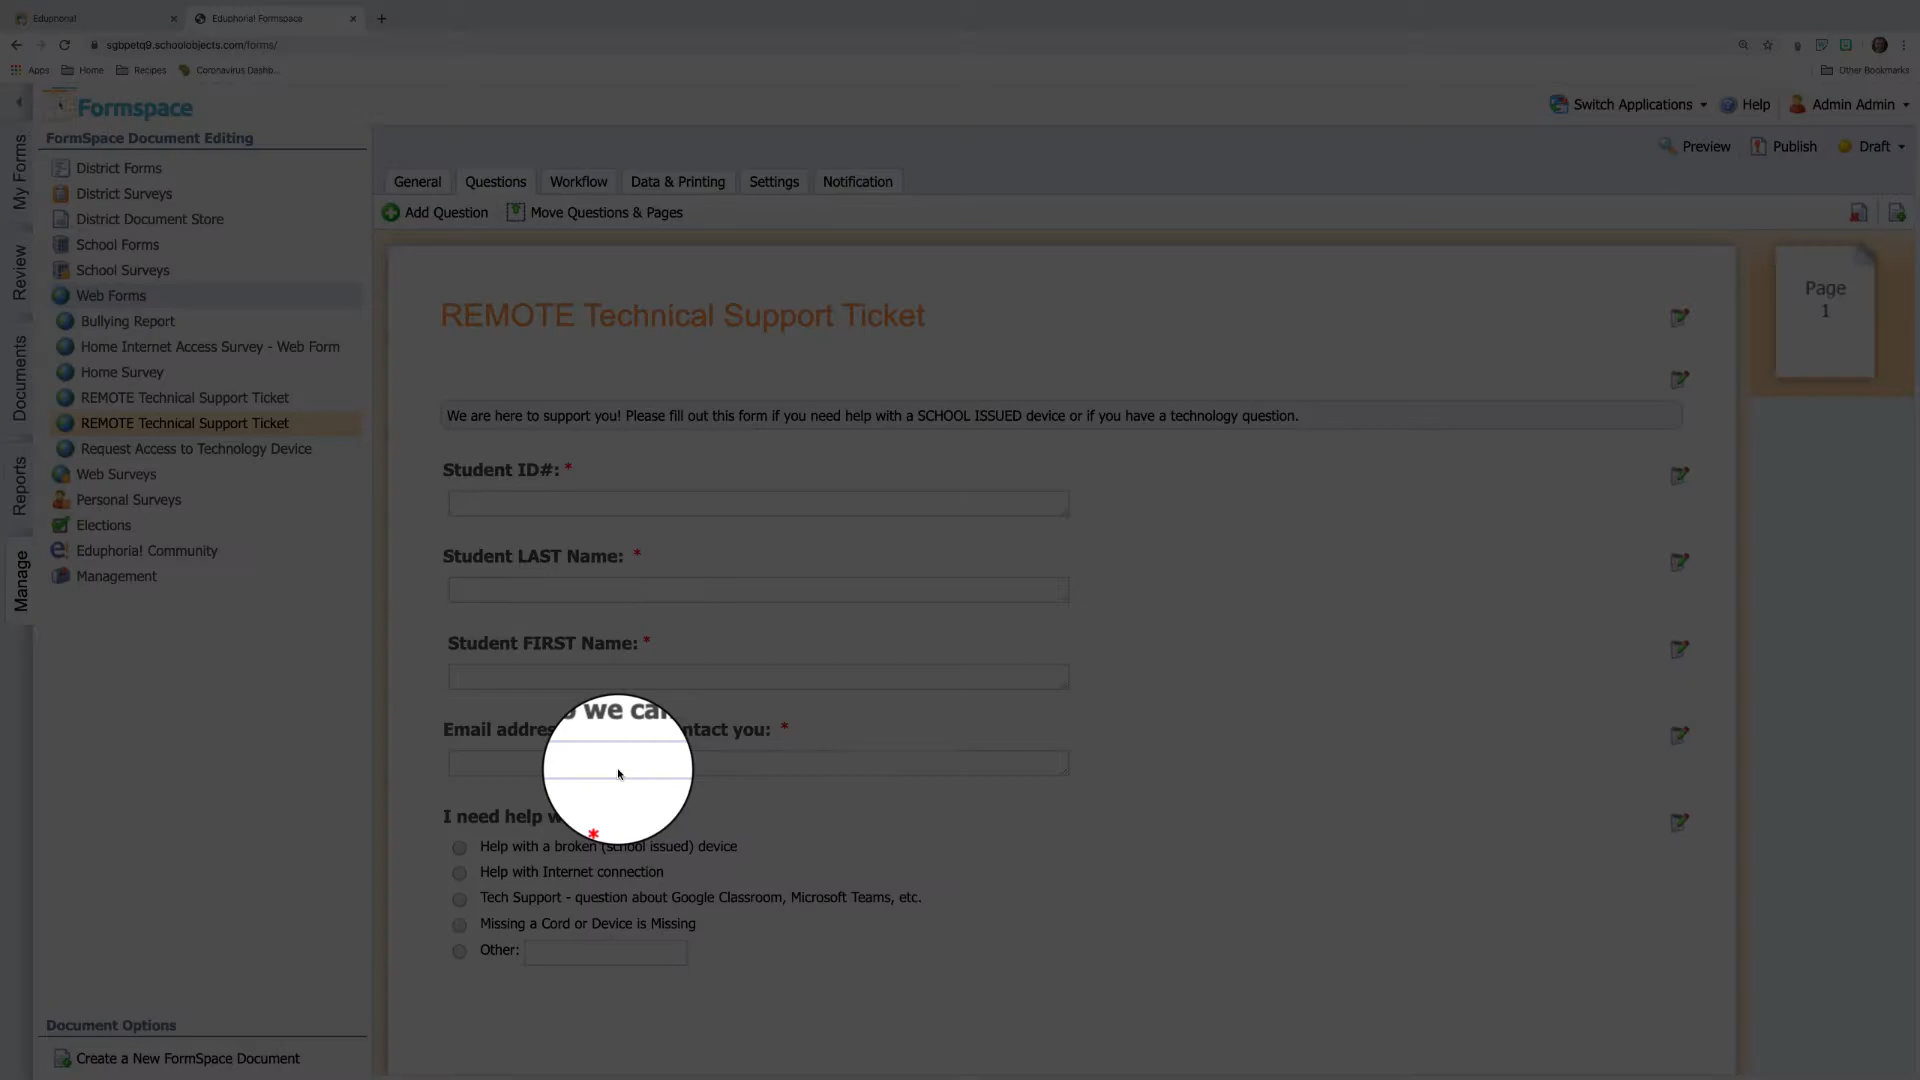 Eduphoria!
Eduphoria! Formspace
sgbpetq9.schoolobjects.com/forms/
Apps
Home
Recipes
Coronavirus Dashb...
Other Bookmarks
Formspace
Switch Applications
Help
Admin Admin
FormSpace Document Editing
Preview
Publish
Draft
My Forms
Review
Documents
Reports
Manage
District Forms
District Surveys
District Document Store
School Forms
School Surveys
Web Forms
Bullying Report
Home Internet Access Survey - Web Form
Home Survey
REMOTE Technical Support Ticket
REMOTE Technical Support Ticket
Request Access to Technology Device
Web Surveys
Personal Surveys
Elections
Eduphoria! Community
Management
Document Options
Create a New FormSpace Document
General
Questions
Workflow
Data & Printing
Settings
Notification
Add Question
Move Questions & Pages
REMOTE Technical Support Ticket
We are here to support you! Please fill out this form if you need help with a SCHOOL ISSUED device or if you have a technology question.
Student ID#: *
Student LAST Name: *
Student FIRST Name: *
Email addre we can ntact you: *
I need help *
Help with a broken (school issued) device
Help with Internet connection
Tech Support - question about Google Classroom, Microsoft Teams, etc.
Missing a Cord or Device is Missing
Other:
Page
1